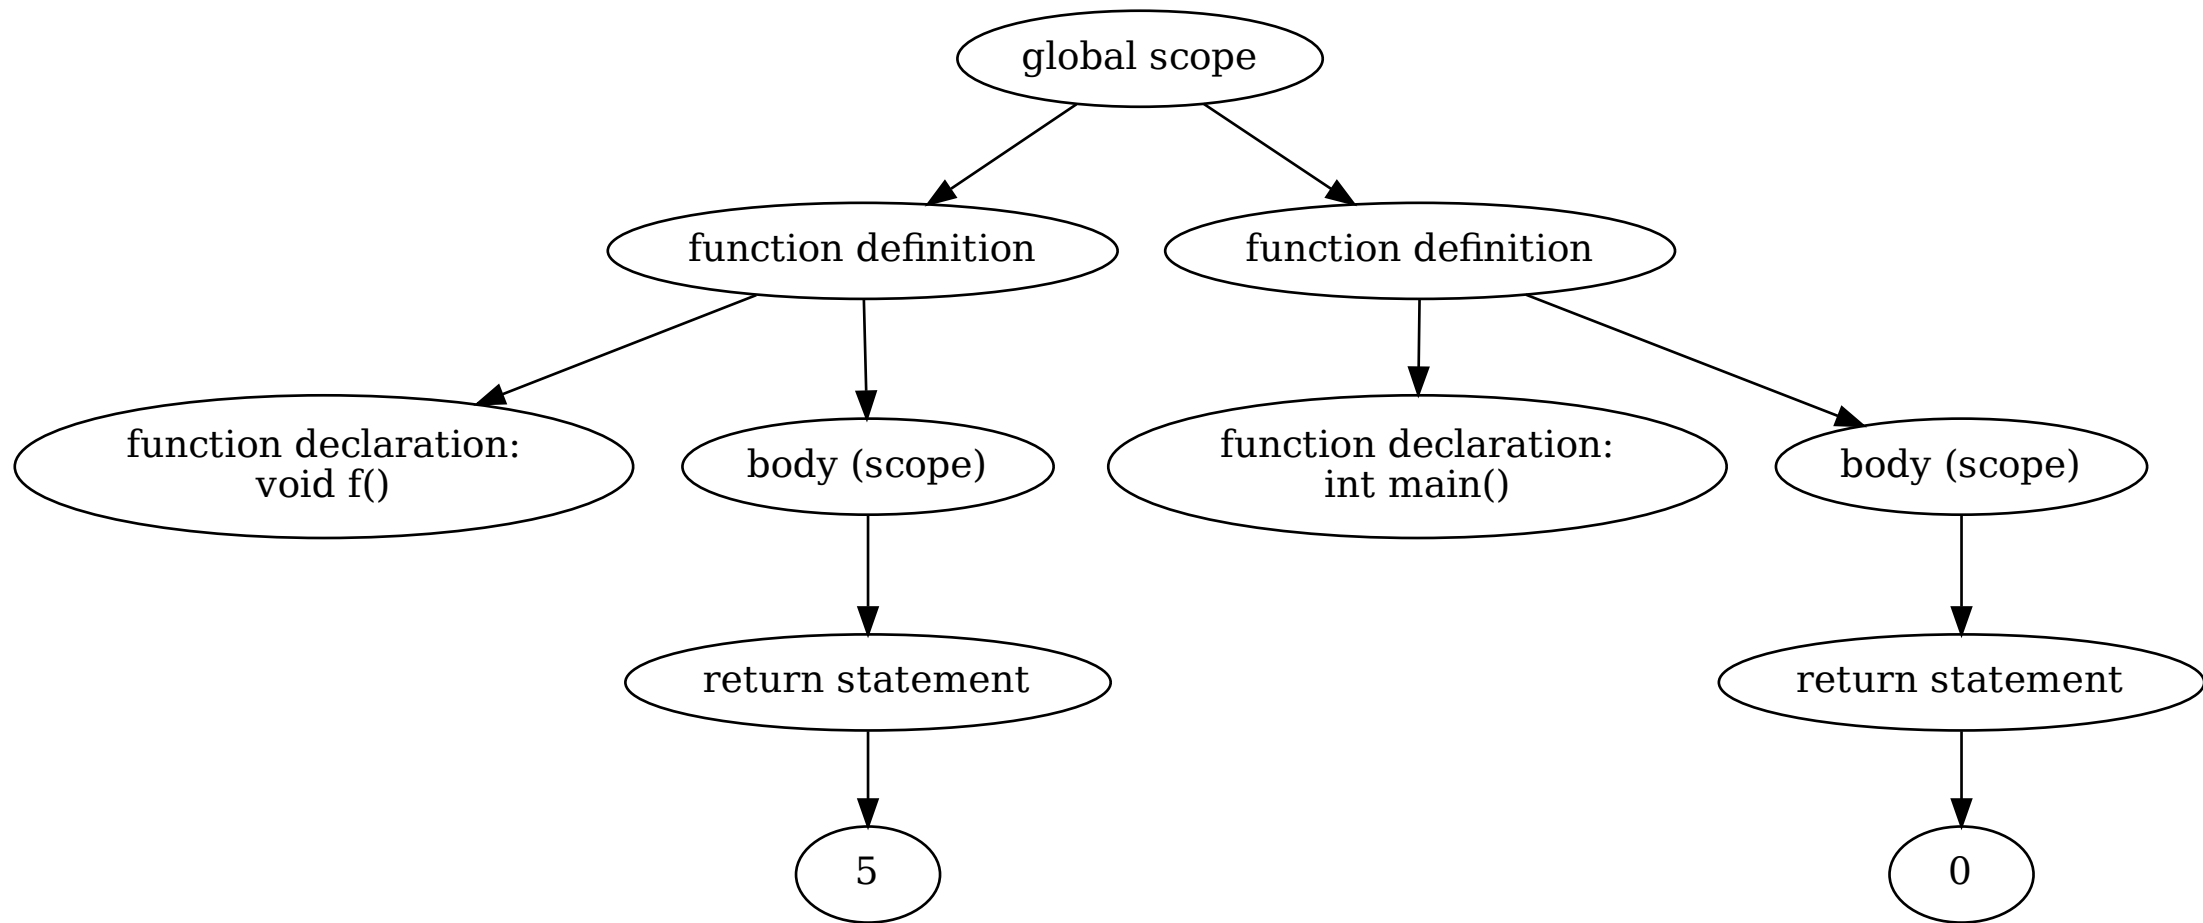 global scope
function definition
function definition
function declaration:
void f()
body (scope)
function declaration:
int main()
body (scope)
return statement
return statement
5
0